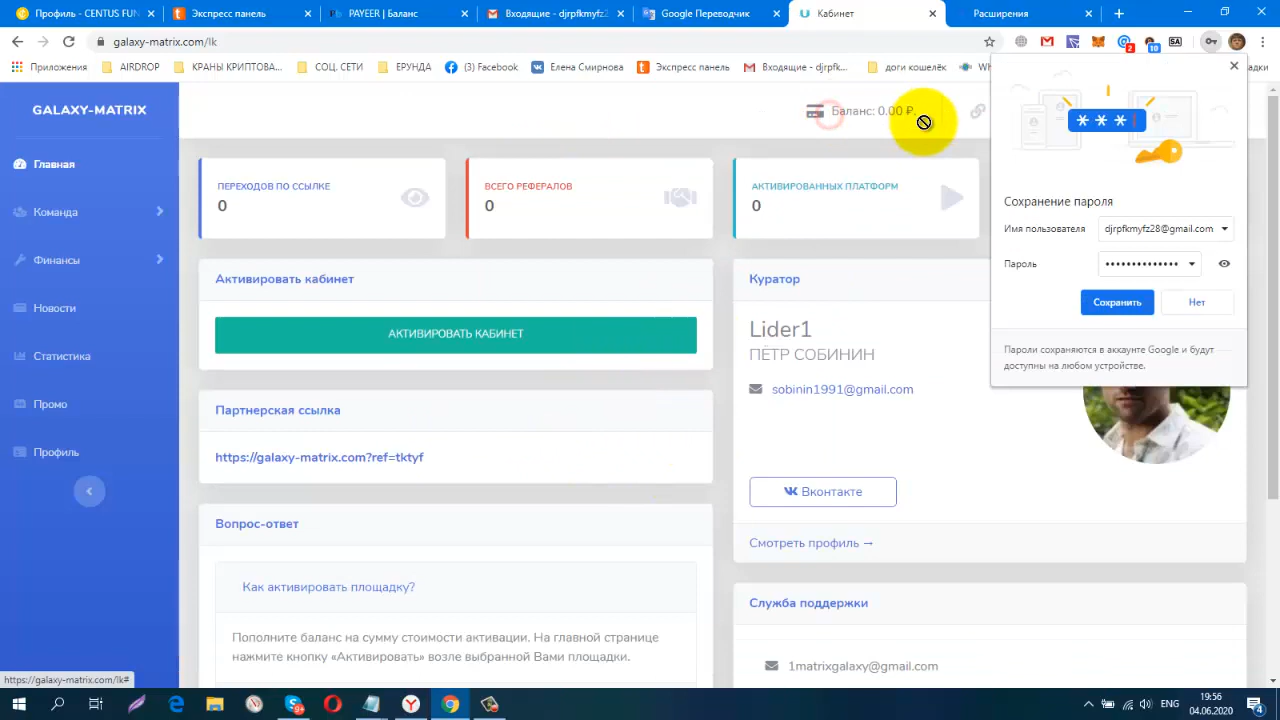 Профиль - CENTUS FUN
Экспресс панель
PAYEER | Баланс
Входящие - djrpfkmyfz2
Google Переводчик
Кабинет
Расширения
galaxy-matrix.com/lk
2
10
SA
Приложения
AIRDROP
КРАНЫ КРИПТОВА...
СОЦ. СЕТИ
ЕРУНДА
(3) Facebook
Елена Смирнова
Экспресс панель
Входящие - djrpfk...
доги кошелёк
GALAXY-MATRIX
Баланс: 0.00 ₽.
Главная
Команда
Финансы
Новости
Статистика
Промо
Профиль
ПЕРЕХОДОВ ПО ССЫЛКЕ
0
ВСЕГО РЕФЕРАЛОВ
0
АКТИВИРОВАННЫХ ПЛАТФОРМ
0
Сохранение пароля
Имя пользователя
djrpfkmyfz28@gmail.com
Пароль
Сохранить
Нет
Пароли сохраняются в аккаунте Google и будут
доступны на любом устройстве.
Активировать кабинет
АКТИВИРОВАТЬ КАБИНЕТ
Партнерская ссылка
https://galaxy-matrix.com?ref=tktyf
Вопрос-ответ
Как активировать площадку?
Пополните баланс на сумму стоимости активации. На главной странице
нажмите кнопку «Активировать» возле выбранной Вами площадки.
Куратор
Lider1
ПЁТР СОБИНИН
sobinin1991@gmail.com
Вконтакте
Смотреть профиль →
Служба поддержки
1matrixgalaxy@gmail.com
https://galaxy-matrix.com/lk#
9+
ENG
19:56
04.06.2020
4